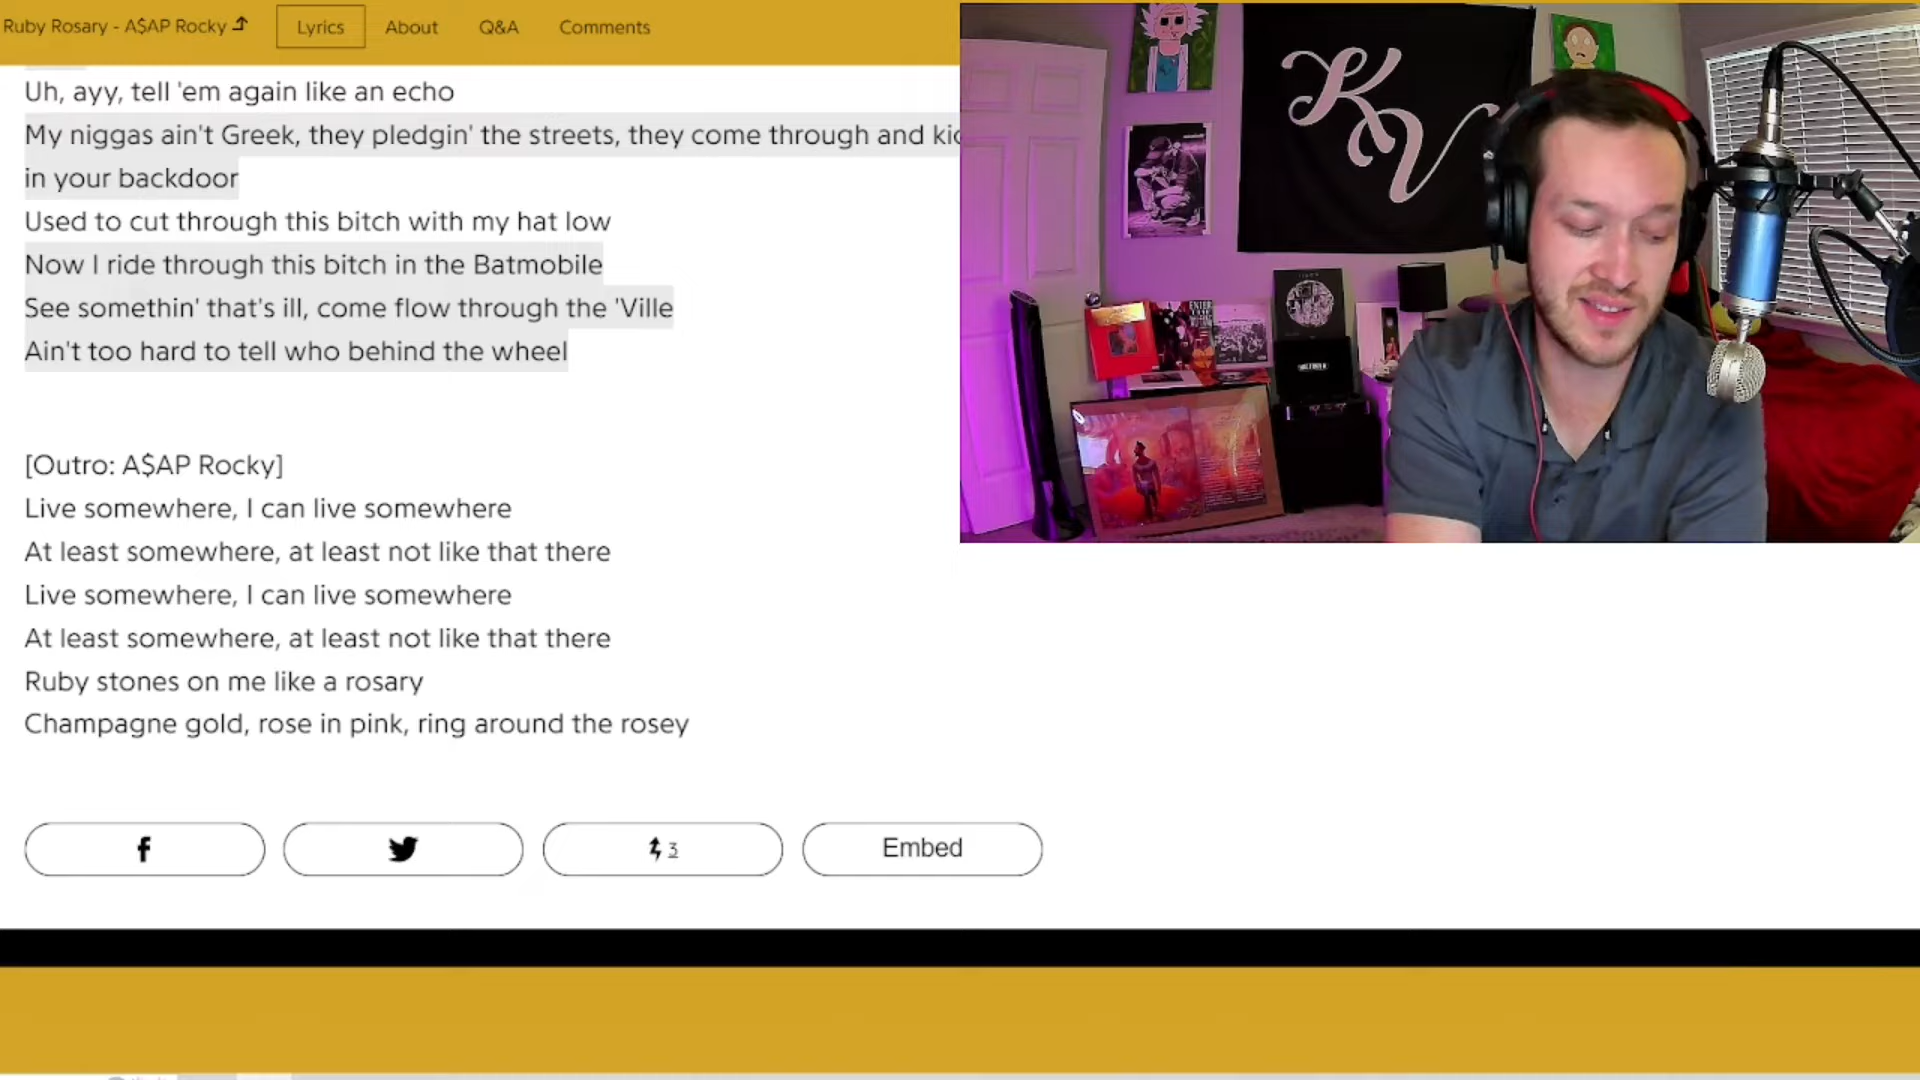 Ruby Rosary - A$AP Rocky
Lyrics
About
Q&A
Comments
Uh, ayy, tell 'em again like an echo
My niggas ain't Greek, they pledgin' the streets, they come through and
in your backdoor
Used to cut through this bitch with my hat low
Now I ride through this bitch in the Batmobile
See somethin' that's ill, come flow through the 'Ville
Ain't too hard to tell who behind the wheel
[Outro: A$AP Rocky]
Live somewhere, I can live somewhere
At least somewhere, at least not like that there
Live somewhere, I can live somewhere
At least somewhere, at least not like that there
Ruby stones on me like a rosary
Champagne gold, rose in pink, ring around the rosey
3
Embed
KV